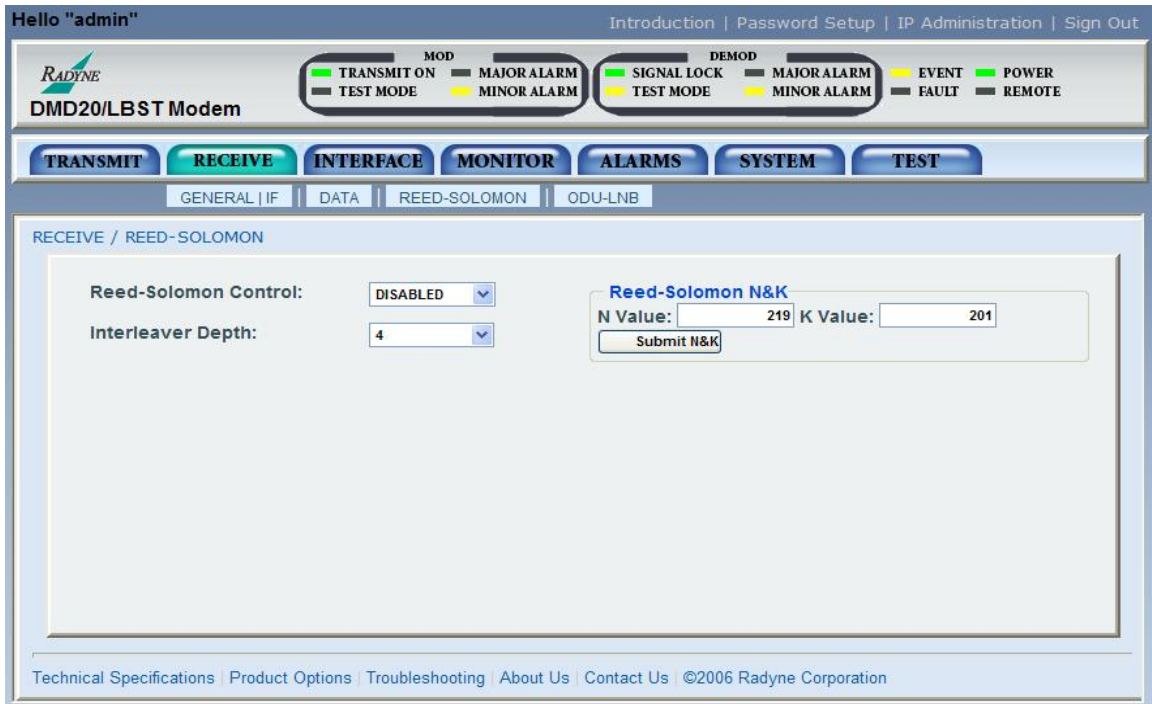 Hello "admin"
Introduction | Password Setup | IP Administration | Sign Out
RADYNE
DMD20/LBST Modem
MOD
TRANSMIT ON MAJOR ALARM
TEST MODE MINOR ALARM
DEMOD
SIGNAL LOCK MAJOR ALARM
TEST MODE MINOR ALARM
EVENT POWER
FAULT REMOTE
TRANSMIT RECEIVE INTERFACE MONITOR ALARMS SYSTEM TEST
GENERAL | IF | DATA | REED-SOLOMON | ODU-LNB
RECEIVE / REED-SOLOMON
Reed-Solomon Control: DISABLED
Interleaver Depth: 4
Reed-Solomon N&K
N Value: 219 K Value: 201
Submit N&K
Technical Specifications | Product Options | Troubleshooting | About Us | Contact Us | ©2006 Radyne Corporation